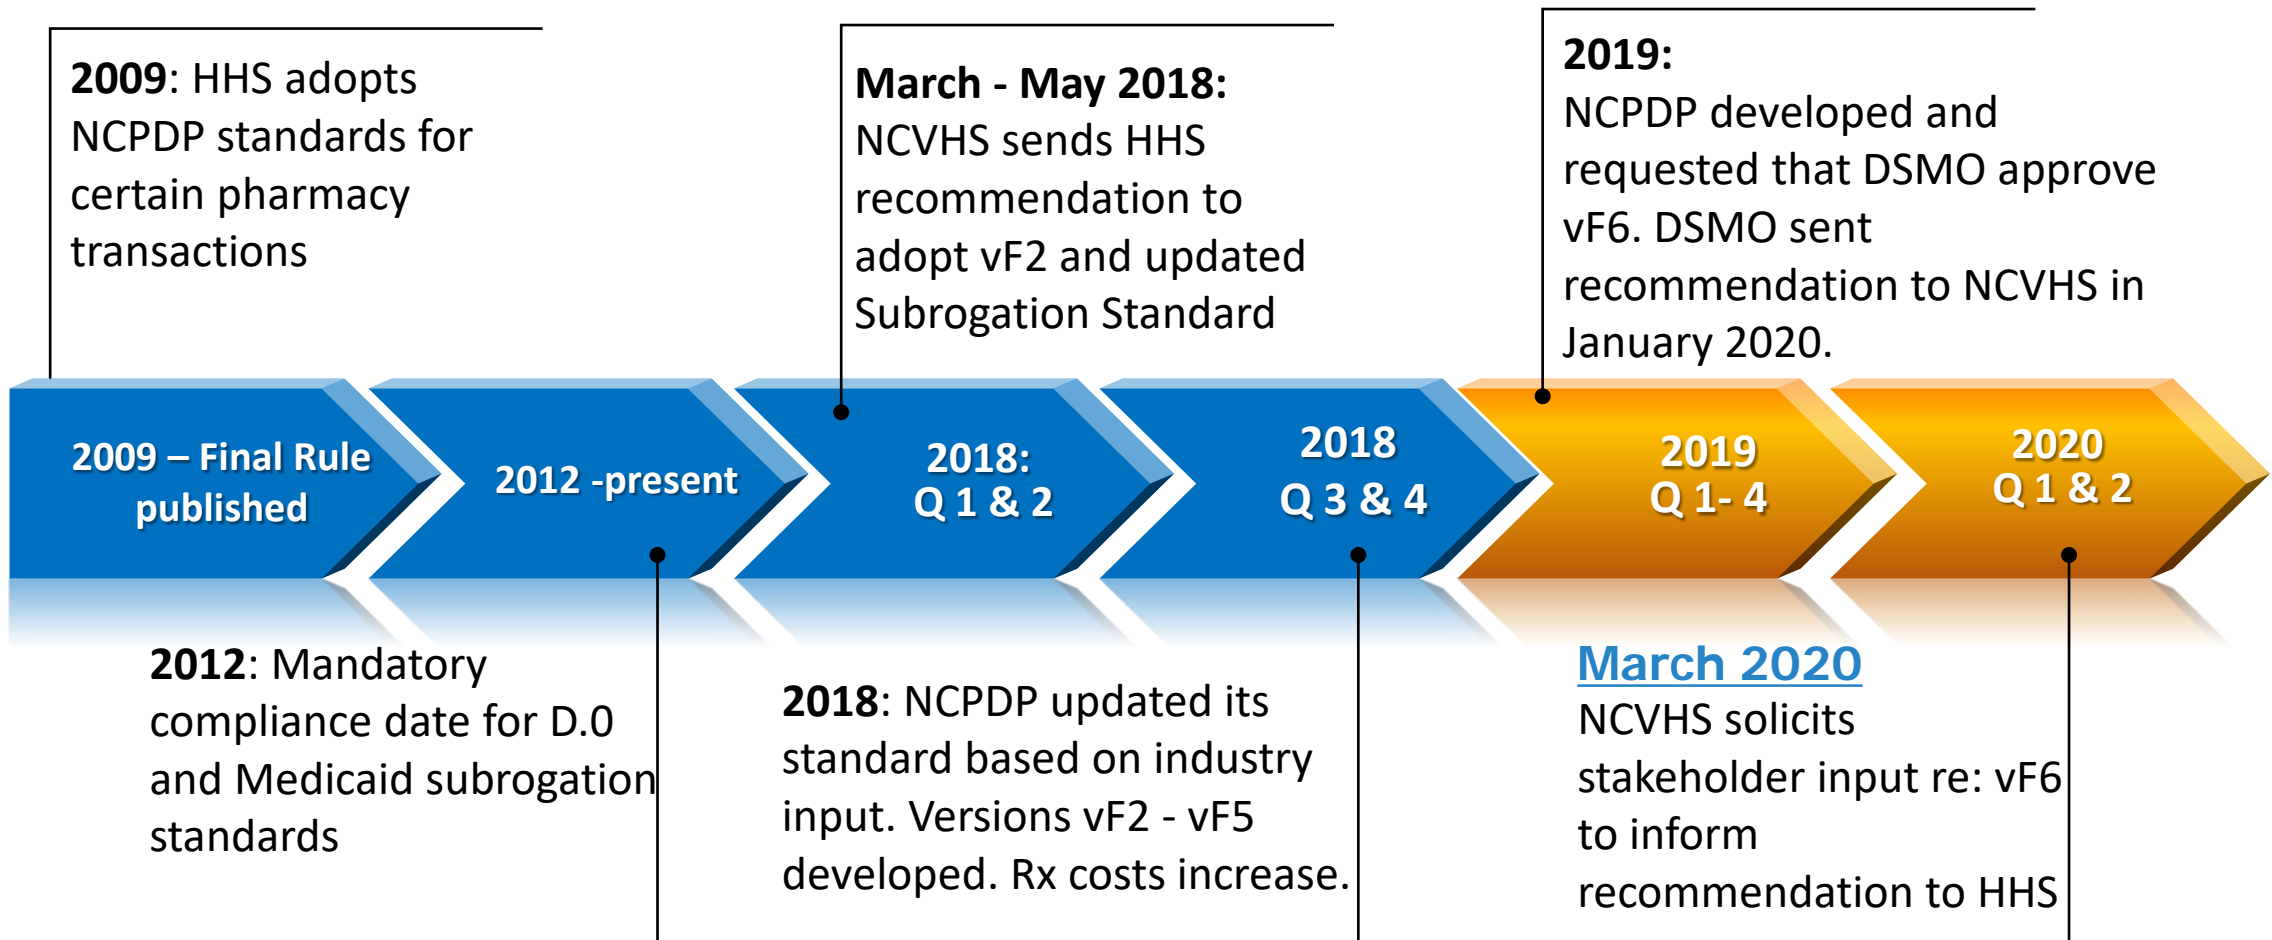 2009: HHS adopts
NCPDP standards for
certain pharmacy
transactions
March - May 2018:
NCVHS sends HHS
recommendation to
adopt vF2 and updated
Subrogation Standard
2019:
NCPDP developed and
requested that DSMO approve
vF6. DSMO sent
recommendation to NCVHS in
January 2020.
2009 – Final Rule
published
2012 -present
2018:
Q 1 & 2
2018
Q 3 & 4
2019
Q 1- 4
2020
Q 1 & 2
2012: Mandatory
compliance date for D.0
and Medicaid subrogation
standards
2018: NCPDP updated its
standard based on industry
input. Versions vF2 - vF5
developed. Rx costs increase.
March 2020
NCVHS solicits
stakeholder input re: vF6
to inform
recommendation to HHS